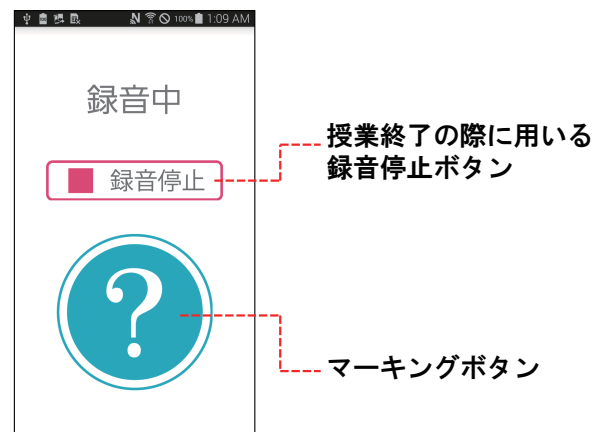 100% 1:09 AM
録音中
録音停止
?
授業終了の際に用いる
録音停止ボタン
マーキングボタン